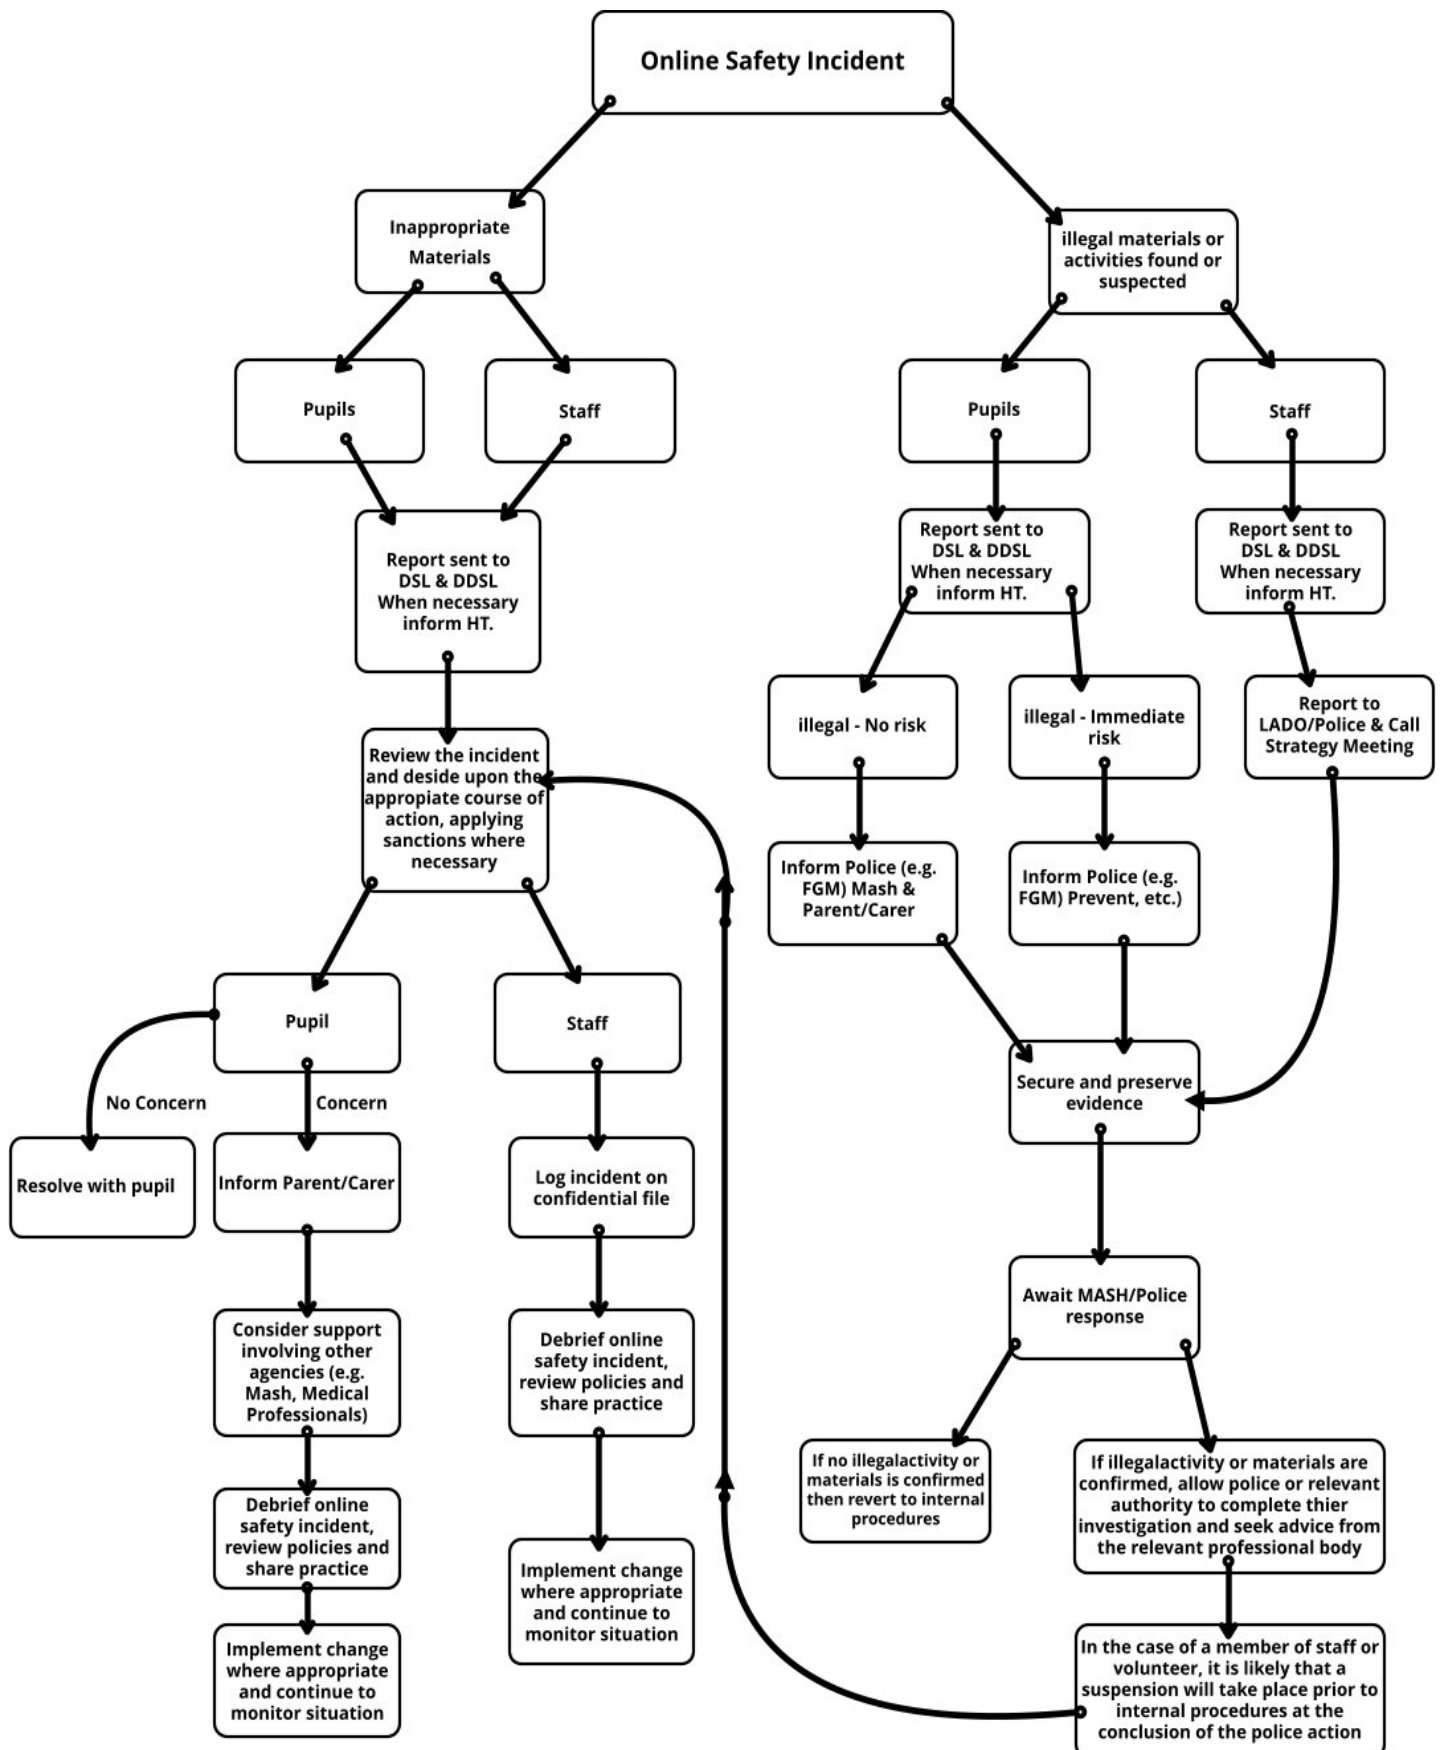 Online Safety Incident
Inappropriate
Materials
illegal materials or
activities found or
suspected
Pupils
Staff
Pupils
Staff
Report sent to
DSL & DDSL
When necessary
inform HT.
Report sent to
DSL & DDSL
When necessary
inform HT.
Report sent to
DSL & DDSL
When necessary
inform HT.
illegal - No risk
illegal - Immediate
risk
Report to
LADO/Police & Call
Strategy Meeting
Review the incident
and deside upon the
appropiate course of
action, applying
sanctions where
necessary
Inform Police (e.g.
FGM) Mash &
Parent/Carer
Inform Police (e.g.
FGM) Prevent, etc.)
Pupil
Staff
No Concern
Concern
Secure and preserve
evidence
Resolve with pupil
Inform Parent/Carer
Log incident on
confidential file
Await MASH/Police
response
Consider support
involving other
agencies (e.g.
Mash, Medical
Professionals)
Debrief online
safety incident,
review policies and
share practice
If no illegalactivity or
materials is confirmed
then revert to internal
procedures
If illegalactivity or materials are
confirmed, allow police or relevant
authority to complete thier
investigation and seek advice from
the relevant professional body
Debrief online
safety incident,
review policies and
share practice
Implement change
where appropriate
and continue to
monitor situation
Implement change
where appropriate
and continue to
monitor situation
In the case of a member of staff or
volunteer, it is likely that a
suspension will take place prior to
internal procedures at the
conclusion of the police action